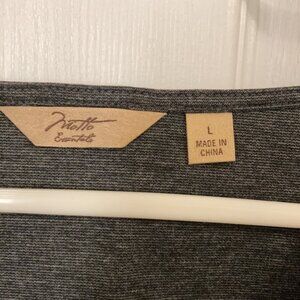 Motto
Essentials
L
MADE IN
CHINA